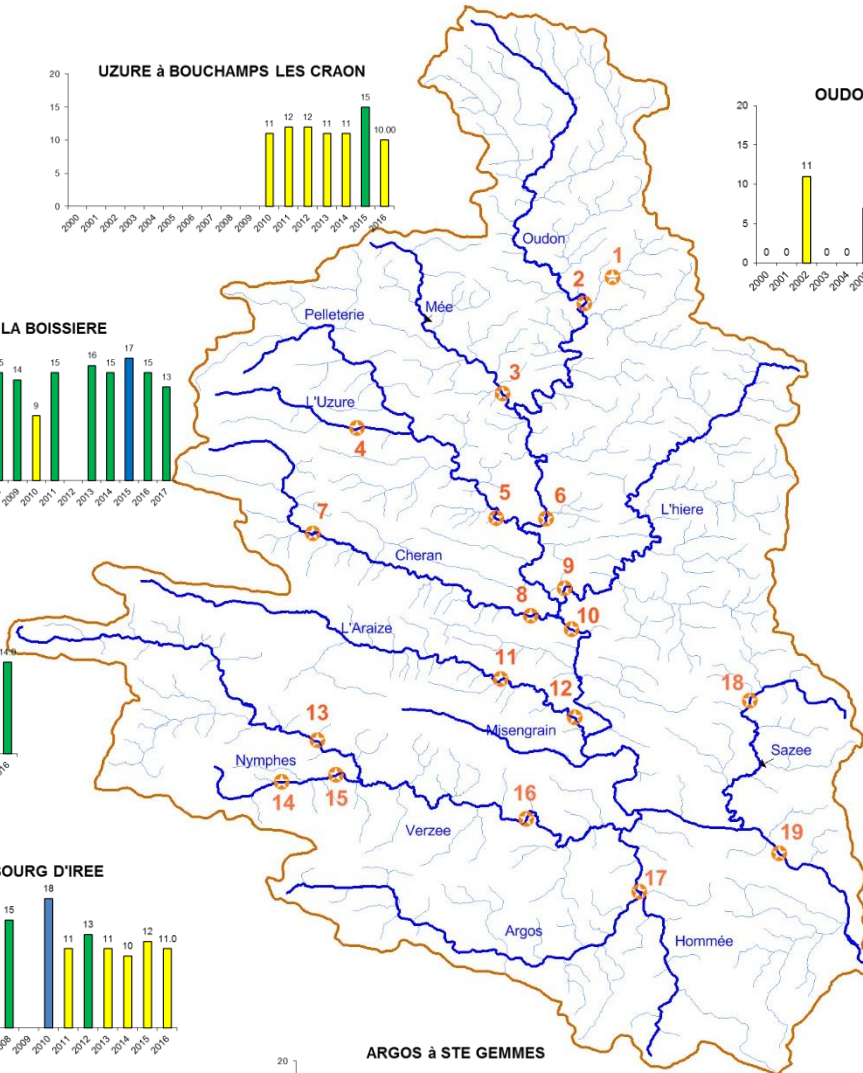 UZURE à BOUCHAMPS LES CRAON
20
15
10
5
0
11 12 12 11 11 15 10.00
2000 2001 2002 2003 2004 2005 2006 2007 2008 2009 2010 2011 2012 2013 2014 2015 2016
OUDO
20
15
10
5
0
0 0 11 0 0
2000 2001 2002 2003 2004
LA BOISSIERE
5 14 9 15 16 15 17 15 13
2009 2010 2011 2012 2013 2014 2015 2016 2017
14.0
016
BOURG D'IREE
15 18 11 13 11 10 12 11.0
008 2009 2010 2011 2012 2013 2014 2015 2016
ARGOS à STE GEMMES
20
Oudon
1
2
Pelleterie
Mée
3
L'Uzure
4
5
6
L'hiere
7
Cheran
9
8
10
L'Araize
11
12
18
13
Misengrain
Sazee
Nymphes
14
15
16
Verzee
19
17
Argos
Hommée